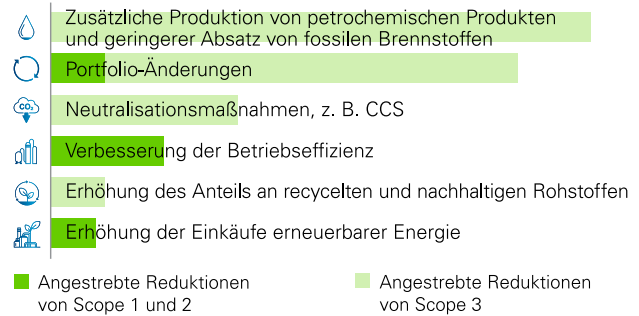 Zusätzliche Produktion von petrochemischen Produkten
und geringerer Absatz von fossilen Brennstoffen
Portfolio-Änderungen
CO₂
Neutralisationsmaßnahmen, z. B. CCS
Verbesserung der Betriebseffizienz
Erhöhung des Anteils an recycelten und nachhaltigen Rohstoffen
Erhöhung der Einkäufe erneuerbarer Energie
Angestrebte Reduktionen
von Scope 1 und 2
Angestrebte Reduktionen
von Scope 3